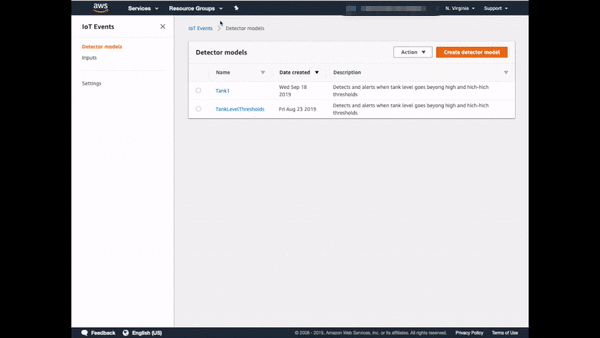 aws Services Resource Groups N. Virginia Support
IoT Events
IoT Events Detector models
Detector models
Inputs
Settings
Detector models Action Create detector model
Name Date created Description
Tank1 Wed Sep 18 2019 Detects and alerts when tank level goes beyong high and hich-hich thresholds
TankLevelThresholds Fri Aug 23 2019 Detects and alerts when tank level goes beyong high and hich-hich thresholds
Feedback English (US) © 2008 - 2019, Amazon Web Services, Inc. or its affiliates. All rights reserved. Privacy Policy Terms of Use